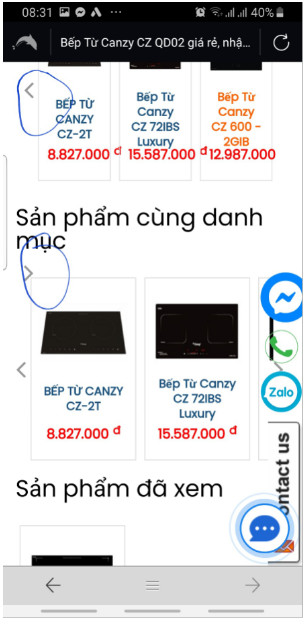 08:31 40%
Bếp Từ Canzy CZ QD02 giá rẻ, nhậ...
BẾP TỪ
CANZY
CZ-2T
8.827.000 đ
Bếp Từ
Canzy
CZ 72IBS
Luxury
15.587.000 đ
Bếp Từ
Canzy
CZ 600 -
2GIB
12.987.000
Sản phẩm cùng danh
mục
BẾP TỪ CANZY
CZ-2T
8.827.000 đ
Bếp Từ Canzy
CZ 72IBS
Luxury
15.587.000 đ
Zalo
ontact us
Sản phẩm đã xem